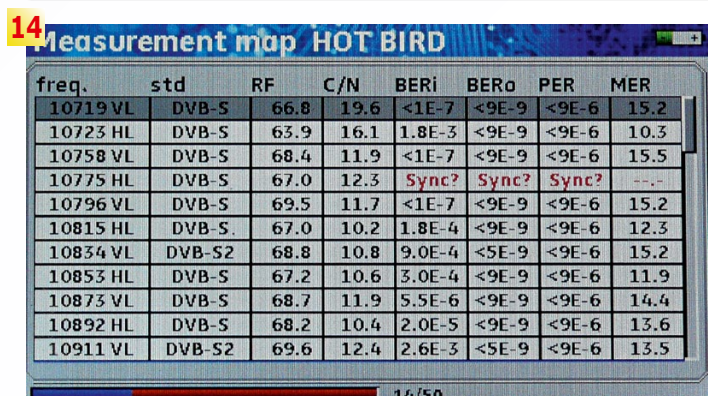 14
Measurement map HOT BIRD
freq. std RF C/N BERi BERo PER MER
10719 VL DVB-S 66.8 19.6 <1E-7 <9E-9 <9E-6 15.2
10723 HL DVB-S 63.9 16.1 1.8E-3 <9E-9 <9E-6 10.3
10758 VL DVB-S 68.4 11.9 <1E-7 <9E-9 <9E-6 15.5
10775 HL DVB-S 67.0 12.3 Sync? Sync? Sync? --.-
10796 VL DVB-S 69.5 11.7 <1E-7 <9E-9 <9E-6 15.2
10815 HL DVB-S. 67.0 10.2 1.8E-4 <9E-9 <9E-6 12.3
10834 VL DVB-S2 68.8 10.8 9.0E-4 <5E-9 <9E-6 15.2
10853 HL DVB-S 67.2 10.6 3.0E-4 <9E-9 <9E-6 11.9
10873 VL DVB-S 68.7 11.9 5.5E-6 <9E-9 <9E-6 14.4
10892 HL DVB-S 68.2 10.4 2.0E-5 <9E-9 <9E-6 13.6
10911 VL DVB-S2 69.6 12.4 2.6E-3 <5E-9 <9E-6 13.5
14/50